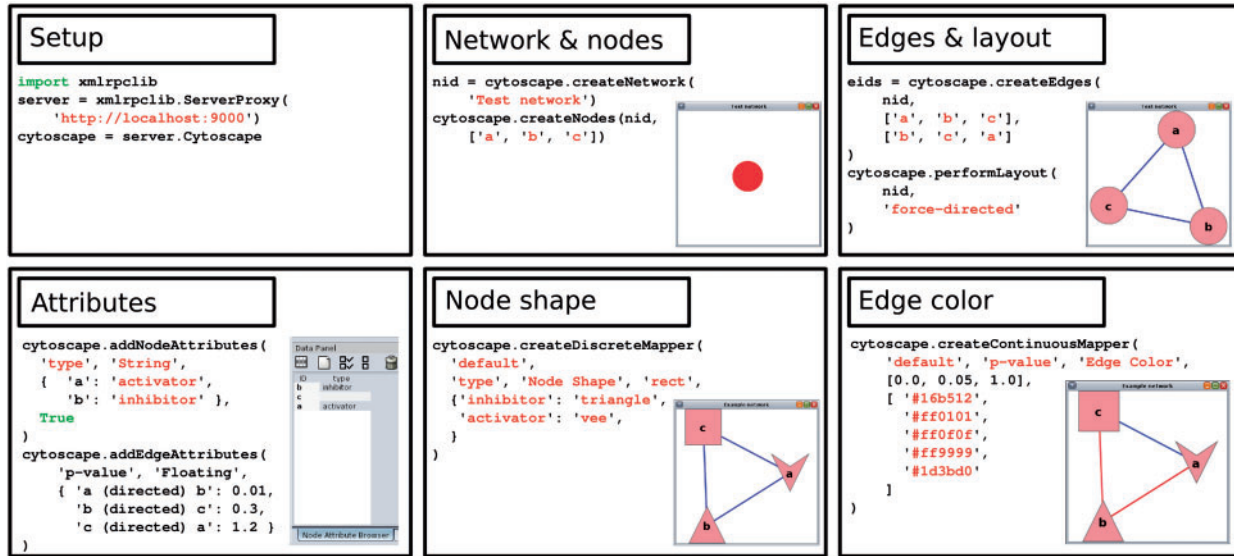 Setup
import xmlrpclib
server = xmlrpclib.ServerProxy(
'http://localhost:9000')
cytoscape = server.Cytoscape
Network & nodes
nid = cytoscape.createNetwork(
'Test network')
cytoscape.createNodes(nid,
['a', 'b', 'c'])
Test network
Edges & layout
eids = cytoscape.createEdges(
nid,
['a', 'b', 'c'],
['b', 'c', 'a']
)
cytoscape.performLayout(
nid,
'force-directed'
)
Test network
a
c
b
Attributes
cytoscape.addNodeAttributes(
'type', 'String',
{ 'a': 'activator',
'b': 'inhibitor' },
True
)
cytoscape.addEdgeAttributes(
'p-value', 'Floating',
{ 'a (directed) b': 0.01,
'b (directed) c': 0.3,
'c (directed) a': 1.2 }
)
Data Panel
ID type
b inhibitor
c
a activator
Node Attribute Browser
Node shape
cytoscape.createDiscreteMapper(
'default',
'type', 'Node Shape', 'rect',
{'inhibitor': 'triangle',
'activator': 'vee',
}
)
Example network
c
a
b
Edge color
cytoscape.createContinuousMapper(
'default', 'p-value', 'Edge Color',
[0.0, 0.05, 1.0],
[ '#16b512',
'#ff0101',
'#ff0f0f',
'#ff9999',
'#1d3bd0'
]
)
Example network
c
a
b